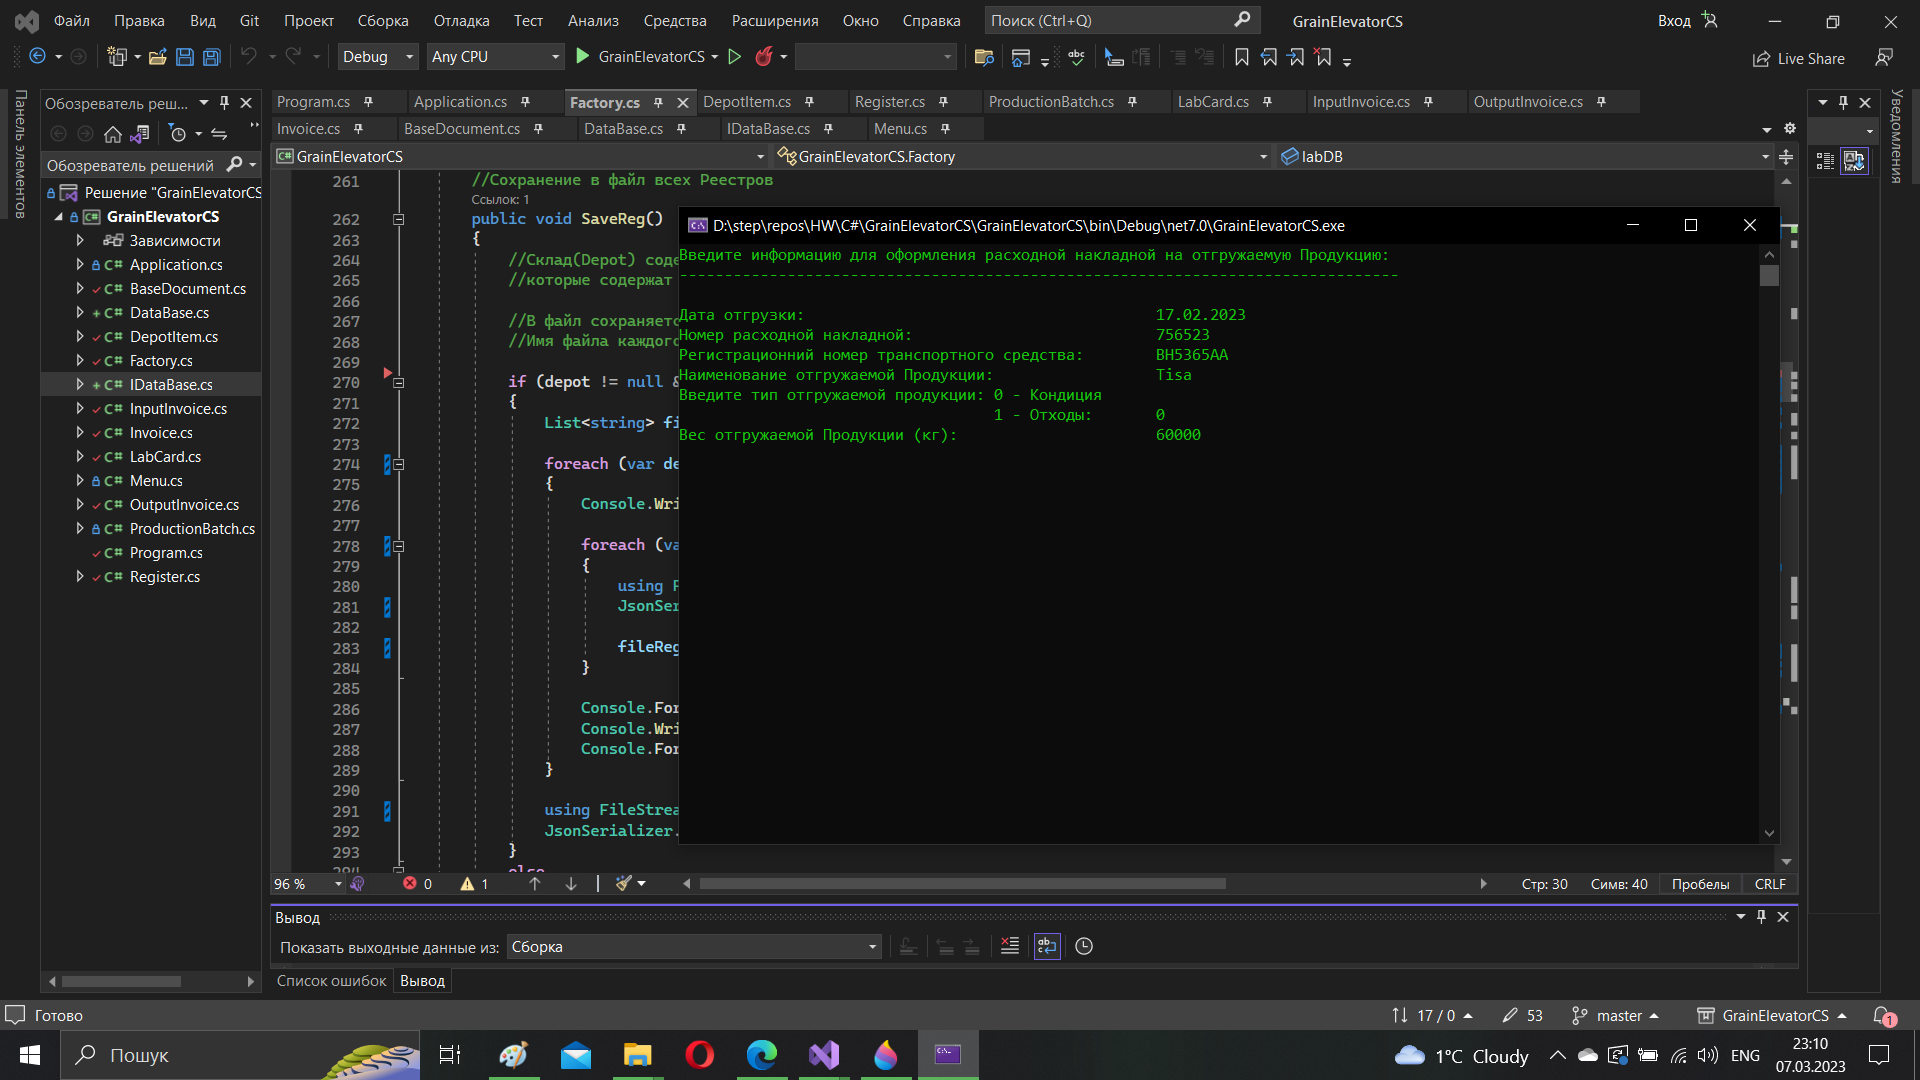 Файл Правка Вид Git Проект Сборка Отладка Тест Анализ Средства Расширения Окно Справка Поиск (Ctrl+Q) GrainElevatorCS Вход
Debug Any CPU GrainElevatorCS Live Share
Панель элементов
Обозреватель реш...
Обозреватель решений
Решение "GrainElevatorCS
GrainElevatorCS
Зависимости
Application.cs
BaseDocument.cs
DataBase.cs
DepotItem.cs
Factory.cs
IDataBase.cs
InputInvoice.cs
Invoice.cs
LabCard.cs
Menu.cs
OutputInvoice.cs
ProductionBatch.cs
Program.cs
Register.cs
Program.cs Application.cs Factory.cs DepotItem.cs Register.cs ProductionBatch.cs LabCard.cs InputInvoice.cs OutputInvoice.cs
Invoice.cs BaseDocument.cs DataBase.cs IDataBase.cs Menu.cs
GrainElevatorCS GrainElevatorCS.Factory labDB
Уведомления
261 //Сохранение в файл всех Реестров
Ссылок: 1
262 public void SaveReg()
263 {
264 //Склад(Depot) соде
265 //которые содержат
266
267 //В файл сохраняетс
268 //Имя файла каждого
269
270 if (depot != null &
271 {
272 List<string> fi
273
274 foreach (var de
275 {
276 Console.Wri
277
278 foreach (va
279 {
280 using F
281 JsonSer
282
283 fileReg
284 }
285
286 Console.For
287 Console.Wri
288 Console.For
289 }
290
291 using FileStrea
292 JsonSerializer.
293 }
294 else
D:\step\repos\HW\C#\GrainElevatorCS\GrainElevatorCS\bin\Debug\net7.0\GrainElevatorCS.exe
Введите информацию для оформления расходной накладной на отгружаемую Продукцию:
--------------------------------------------------------------------------------
Дата отгрузки: 17.02.2023
Номер расходной накладной: 756523
Регистрационний номер транспортного средства: BH5365AA
Наименование отгружаемой Продукции: Tisa
Введите тип отгружаемой продукции: 0 - Кондиция
1 - Отходы: 0
Вес отгружаемой Продукции (кг): 60000
96 % 0 1 Стр: 30 Симв: 40 Пробелы CRLF
Вывод
Показать выходные данные из: Сборка
Список ошибок Вывод
Готово 17 / 0 53 master GrainElevatorCS 1
Пошук 1°C Cloudy ENG 23:10
07.03.2023